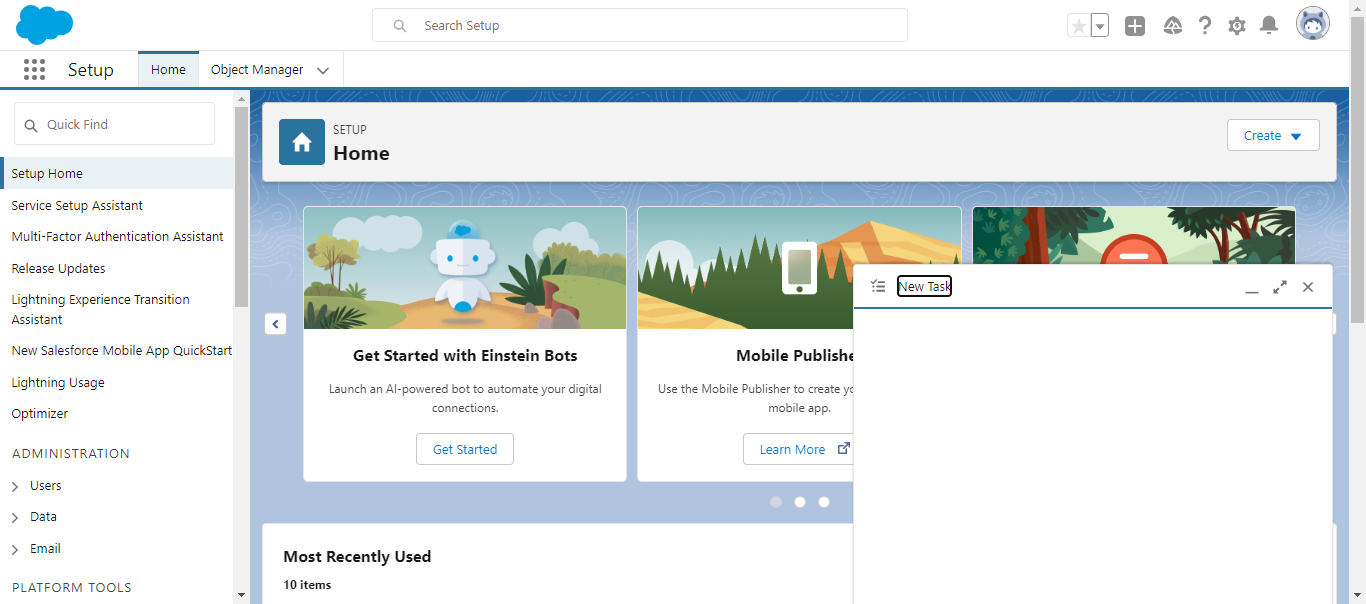 Search Setup
Setup
Home
Object Manager
Quick Find
Setup Home
Service Setup Assistant
Multi-Factor Authentication Assistant
Release Updates
Lightning Experience Transition
Assistant
New Salesforce Mobile App QuickStart
Lightning Usage
Optimizer
ADMINISTRATION
Users
Data
Email
PLATFORM TOOLS
SETUP
Home
Create
Get Started with Einstein Bots
Launch an AI-powered bot to automate your digital
connections.
Get Started
Mobile Publishe
Use the Mobile Publisher to create yo
mobile app.
Learn More
New Task
Most Recently Used
10 items